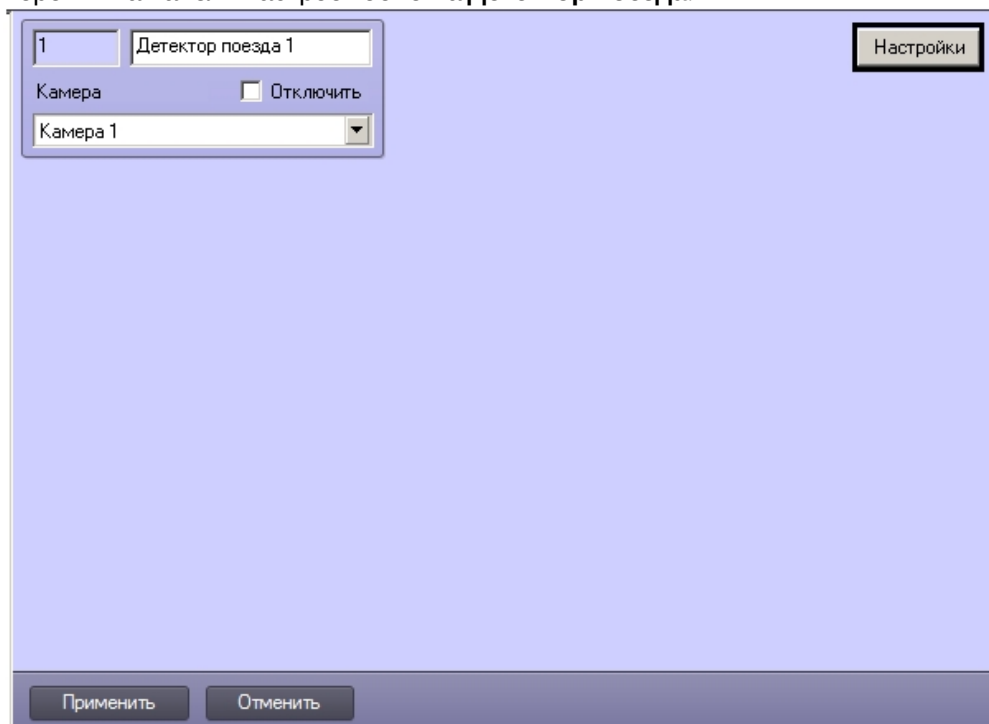 1
Детектор поезда 1
Настройки
Камера
Отключить
Камера 1
Применить
Отменить